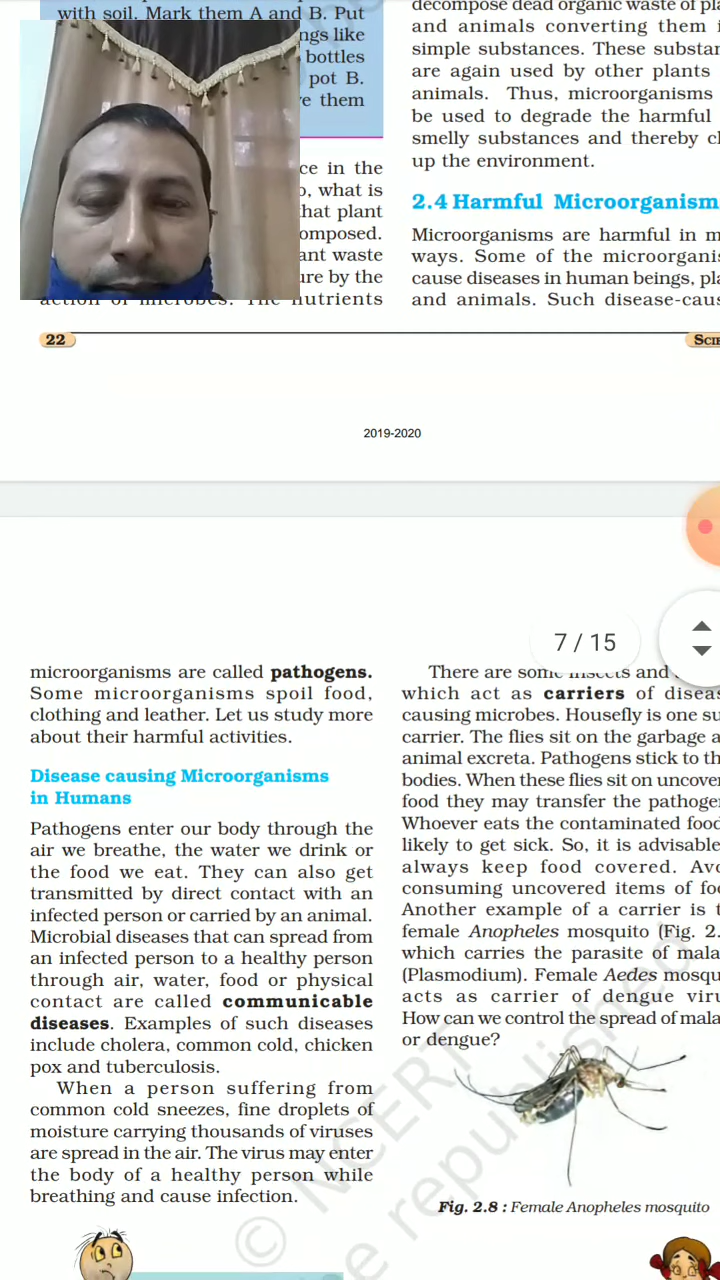 with soil. Mark them A and B. Put
ngs like
bottles
pot B.
e them
ce in the
, what is
hat plant
omposed.
ant waste
ure by the
action of microbes. The nutrients
decompose dead organic waste of pla
and animals converting them i
simple substances. These substan
are again used by other plants
animals. Thus, microorganisms
be used to degrade the harmful
smelly substances and thereby cl
up the environment.
2.4 Harmful Microorganism
Microorganisms are harmful in m
ways. Some of the microorganis
cause diseases in human beings, pla
and animals. Such disease-caus
22
SCIE
2019-2020
7 / 15
microorganisms are called pathogens.
Some microorganisms spoil food,
clothing and leather. Let us study more
about their harmful activities.
Disease causing Microorganisms
in Humans
Pathogens enter our body through the
air we breathe, the water we drink or
the food we eat. They can also get
transmitted by direct contact with an
infected person or carried by an animal.
Microbial diseases that can spread from
an infected person to a healthy person
through air, water, food or physical
contact are called communicable
diseases. Examples of such diseases
include cholera, common cold, chicken
pox and tuberculosis.
When a person suffering from
common cold sneezes, fine droplets of
moisture carrying thousands of viruses
are spread in the air. The virus may enter
the body of a healthy person while
breathing and cause infection.
There are some insects and
which act as carriers of diseas
causing microbes. Housefly is one su
carrier. The flies sit on the garbage a
animal excreta. Pathogens stick to th
bodies. When these flies sit on uncover
food they may transfer the pathogen
Whoever eats the contaminated food
likely to get sick. So, it is advisable
always keep food covered. Avo
consuming uncovered items of foo
Another example of a carrier is t
female Anopheles mosquito (Fig. 2.
which carries the parasite of mala
(Plasmodium). Female Aedes mosqu
acts as carrier of dengue viru
How can we control the spread of mala
or dengue?
Fig. 2.8 : Female Anopheles mosquito
© NCERT
be republished